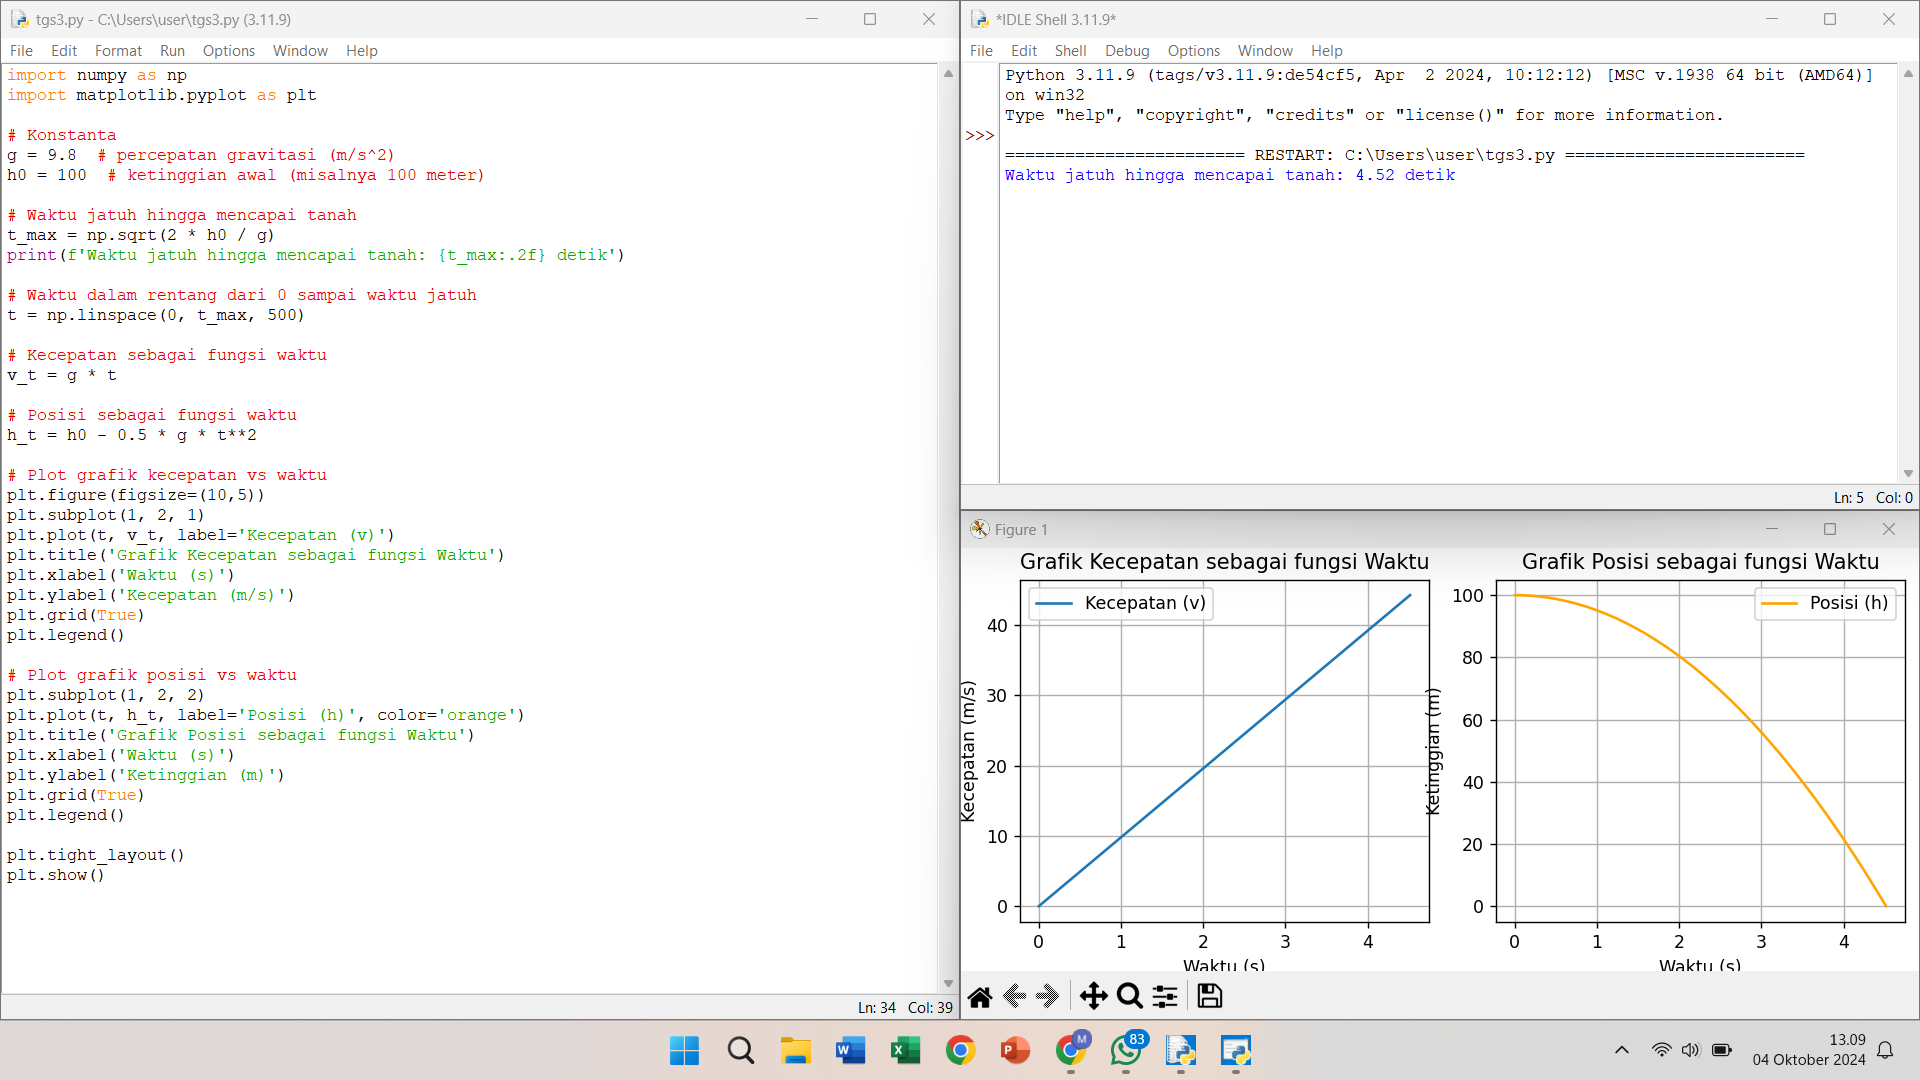 tgs3.py - C:\Users\user\tgs3.py (3.11.9)
File Edit Format Run Options Window Help
import numpy as np
import matplotlib.pyplot as plt
# Konstanta
g = 9.8  # percepatan gravitasi (m/s^2)
h0 = 100  # ketinggian awal (misalnya 100 meter)
# Waktu jatuh hingga mencapai tanah
t_max = np.sqrt(2 * h0 / g)
print(f'Waktu jatuh hingga mencapai tanah: {t_max:.2f} detik')
# Waktu dalam rentang dari 0 sampai waktu jatuh
t = np.linspace(0, t_max, 500)
# Kecepatan sebagai fungsi waktu
v_t = g * t
# Posisi sebagai fungsi waktu
h_t = h0 - 0.5 * g * t**2
# Plot grafik kecepatan vs waktu
plt.figure(figsize=(10,5))
plt.subplot(1, 2, 1)
plt.plot(t, v_t, label='Kecepatan (v)')
plt.title('Grafik Kecepatan sebagai fungsi Waktu')
plt.xlabel('Waktu (s)')
plt.ylabel('Kecepatan (m/s)')
plt.grid(True)
plt.legend()
# Plot grafik posisi vs waktu
plt.subplot(1, 2, 2)
plt.plot(t, h_t, label='Posisi (h)', color='orange')
plt.title('Grafik Posisi sebagai fungsi Waktu')
plt.xlabel('Waktu (s)')
plt.ylabel('Ketinggian (m)')
plt.grid(True)
plt.legend()
plt.tight_layout()
plt.show()
Ln: 34 Col: 39
*IDLE Shell 3.11.9*
File Edit Shell Debug Options Window Help
Python 3.11.9 (tags/v3.11.9:de54cf5, Apr  2 2024, 10:12:12) [MSC v.1938 64 bit (AMD64)]
on win32
Type "help", "copyright", "credits" or "license()" for more information.
>>>
======================== RESTART: C:\Users\user\tgs3.py ========================
Waktu jatuh hingga mencapai tanah: 4.52 detik
Ln: 5 Col: 0
Figure 1
Grafik Kecepatan sebagai fungsi Waktu
Kecepatan (v)
Kecepatan (m/s)
40
30
20
10
0
0 1 2 3 4
Waktu (s)
Grafik Posisi sebagai fungsi Waktu
Posisi (h)
Ketinggian (m)
100
80
60
40
20
0
0 1 2 3 4
Waktu (s)
W
X
P
M
83
13.09
04 Oktober 2024